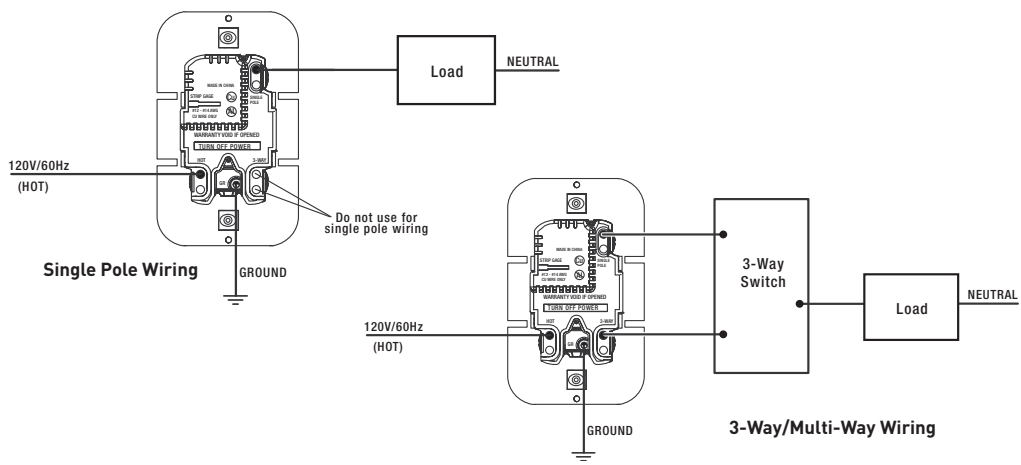 MADE IN CHINA
STRIP GAGE
#12 - #14 AWG
CU WIRE ONLY
SINGLE
POLE
WARRANTY VOID IF OPENED
TURN OFF POWER
HOT
3-WAY
GR
Load
NEUTRAL
120V/60Hz
(HOT)
Do not use for
single pole wiring
GROUND
Single Pole Wiring
MADE IN CHINA
STRIP GAGE
#12 - #14 AWG
CU WIRE ONLY
SINGLE
POLE
WARRANTY VOID IF OPENED
TURN OFF POWER
HOT
3-WAY
GR
3-Way
Switch
Load
NEUTRAL
120V/60Hz
(HOT)
GROUND
3-Way/Multi-Way Wiring